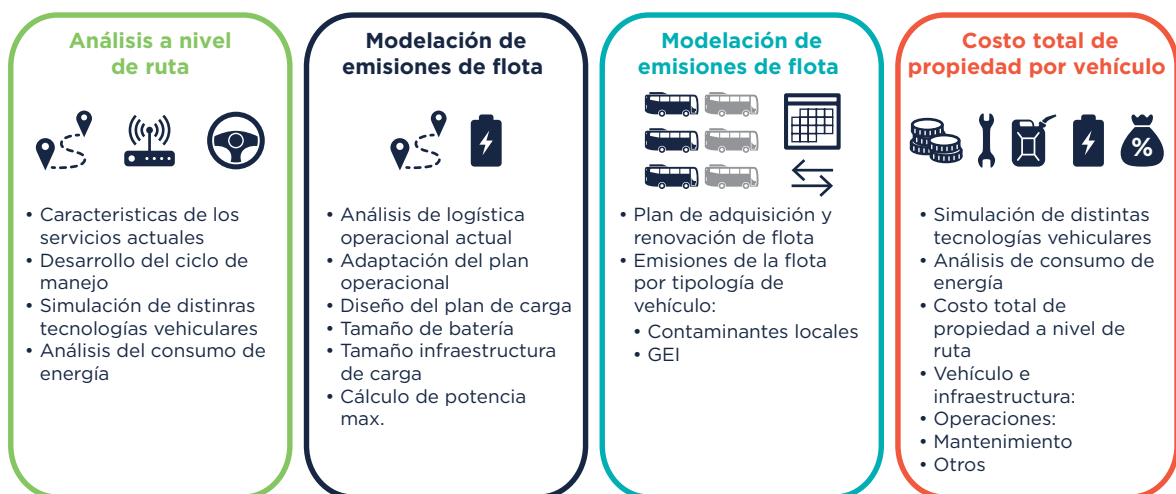 Análisis a nivel
de ruta
• Caracteristicas de los
servicios actuales
• Desarrollo del ciclo de
manejo
• Simulación de distinras
tecnologías vehiculares
• Análisis del consumo de
energía
Modelación de
emisiones de flota
• Análisis de logística
operacional actual
• Adaptación del plan
operacional
• Diseño del plan de carga
• Tamaño de batería
• Tamaño infraestructura
de carga
• Cálculo de potencia
max.
Modelación de
emisiones de flota
• Plan de adquisición y
renovación de flota
• Emisiones de la flota
por tipología de
vehículo:
• Contaminantes locales
• GEI
Costo total de
propiedad por vehículo
%
• Simulación de distintas
tecnologías vehiculares
• Análisis de consumo de
energía
• Costo total de
propiedad a nivel de
ruta
• Vehículo e
infraestructura:
• Operaciones:
• Mantenimiento
• Otros